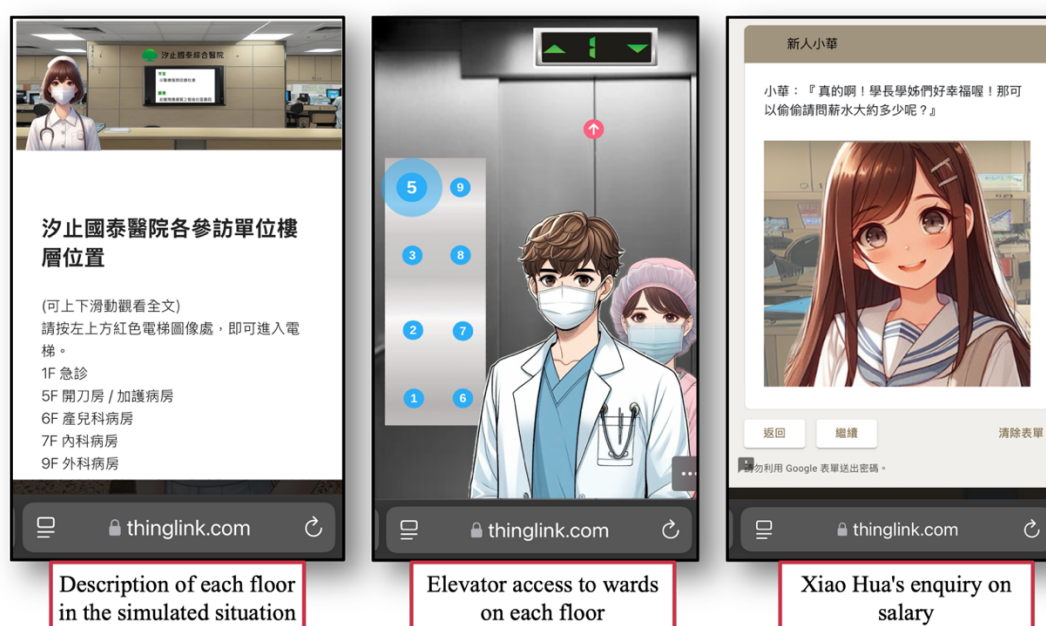 汐止國泰綜合醫院
汐止國泰醫院各參訪單位樓
層位置
(可上下滑動觀看全文)
請按左上方紅色電梯圖像處，即可進入電
梯。
1F 急診
5F 開刀房 / 加護病房
6F 產兒科病房
7F 內科病房
9F 外科病房
thinglink.com
Description of each floor
in the simulated situation
1
5 9
3 8
2 7
1 6
thinglink.com
Elevator access to wards
on each floor
新人小華
小華：『 真的啊！學長學姊們好幸福喔！那可
以偷偷請問薪水大約多少呢？』
返回 繼續 清除表單
請勿利用 Google 表單送出密碼。
thinglink.com
Xiao Hua's enquiry on
salary